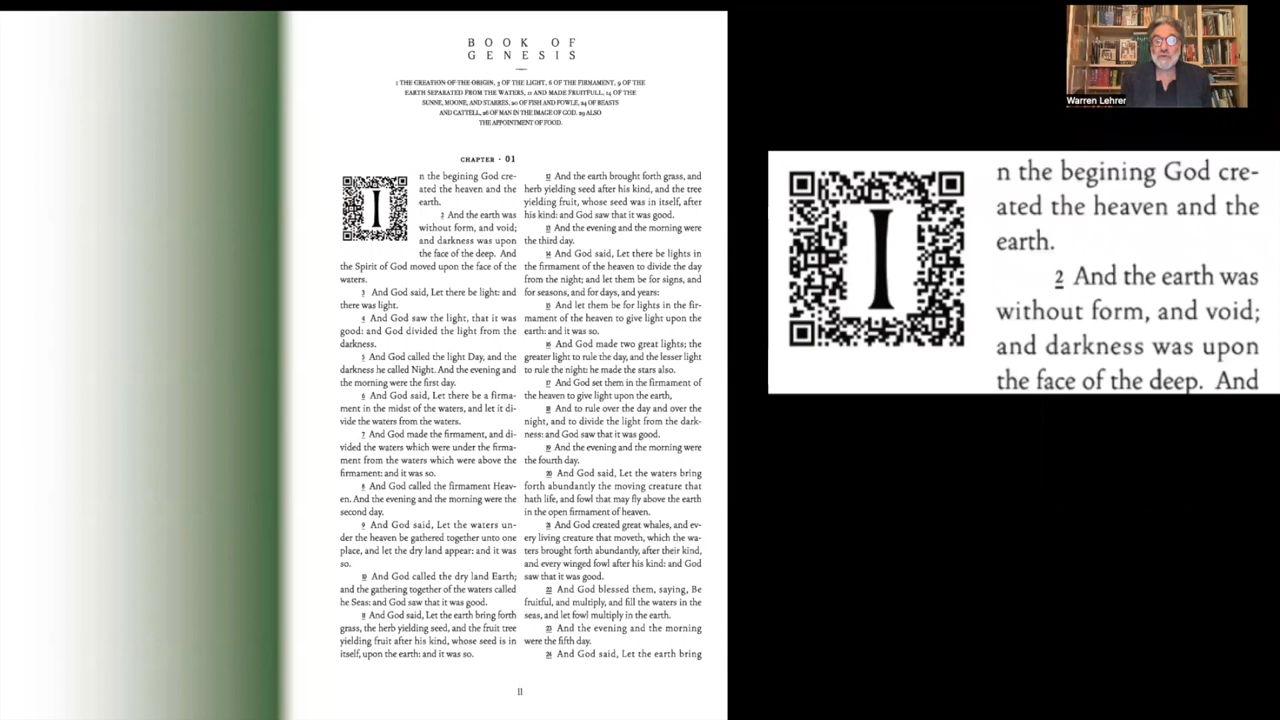 BOOK OF
GENESIS
1 THE CREATION OF THE ORIGIN, 3 OF THE LIGHT, 6 OF THE FIRMAMENT, 9 OF THE
EARTH SEPARATED FROM THE WATERS, 11 AND MADE FRUITFULL, 14 OF THE
SUNNE, MOONE, AND STARRES, 20 OF FISH AND FOWLE, 24 OF BEASTS
AND CATTELL, 26 OF MAN IN THE IMAGE OF GOD. 29 ALSO
THE APPOINTMENT OF FOOD.
CHAPTER · 01
I
n the begining God cre-
ated the heaven and the
earth.
2 And the earth was
without form, and void;
and darkness was upon
the face of the deep. And
the Spirit of God moved upon the face of the
waters.
3 And God said, Let there be light: and
there was light.
4 And God saw the light, that it was
good: and God divided the light from the
darkness.
5 And God called the light Day, and the
darkness he called Night. And the evening and
the morning were the first day.
6 And God said, Let there be a firma-
ment in the midst of the waters, and let it di-
vide the waters from the waters.
7 And God made the firmament, and di-
vided the waters which were under the firma-
ment from the waters which were above the
firmament: and it was so.
8 And God called the firmament Heav-
en. And the evening and the morning were the
second day.
9 And God said, Let the waters un-
der the heaven be gathered together unto one
place, and let the dry land appear: and it was
so.
10 And God called the dry land Earth;
and the gathering together of the waters called
he Seas: and God saw that it was good.
11 And God said, Let the earth bring forth
grass, the herb yielding seed, and the fruit tree
yielding fruit after his kind, whose seed is in
itself, upon the earth: and it was so.
12 And the earth brought forth grass, and
herb yielding seed after his kind, and the tree
yielding fruit, whose seed was in itself, after
his kind: and God saw that it was good.
13 And the evening and the morning were
the third day.
14 And God said, Let there be lights in
the firmament of the heaven to divide the day
from the night; and let them be for signs, and
for seasons, and for days, and years:
15 And let them be for lights in the fir-
mament of the heaven to give light upon the
earth: and it was so.
16 And God made two great lights; the
greater light to rule the day, and the lesser light
to rule the night: he made the stars also.
17 And God set them in the firmament of
the heaven to give light upon the earth,
18 And to rule over the day and over the
night, and to divide the light from the dark-
ness: and God saw that it was good.
19 And the evening and the morning were
the fourth day.
20 And God said, Let the waters bring
forth abundantly the moving creature that
hath life, and fowl that may fly above the earth
in the open firmament of heaven.
21 And God created great whales, and ev-
ery living creature that moveth, which the wa-
ters brought forth abundantly, after their kind,
and every winged fowl after his kind: and God
saw that it was good.
22 And God blessed them, saying, Be
fruitful, and multiply, and fill the waters in the
seas, and let fowl multiply in the earth.
23 And the evening and the morning
were the fifth day.
24 And God said, Let the earth bring
11
Warren Lehrer
I
n the begining God cre-
ated the heaven and the
earth.
2 And the earth was
without form, and void;
and darkness was upon
the face of the deep. And